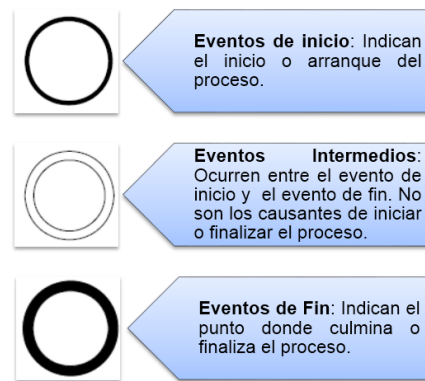 Eventos de inicio: Indican
el inicio o arranque del
proceso.
Eventos Intermedios:
Ocurren entre el evento de
inicio y el evento de fin. No
son los causantes de iniciar
o finalizar el proceso.
Eventos de Fin: Indican el
punto donde culmina o
finaliza el proceso.